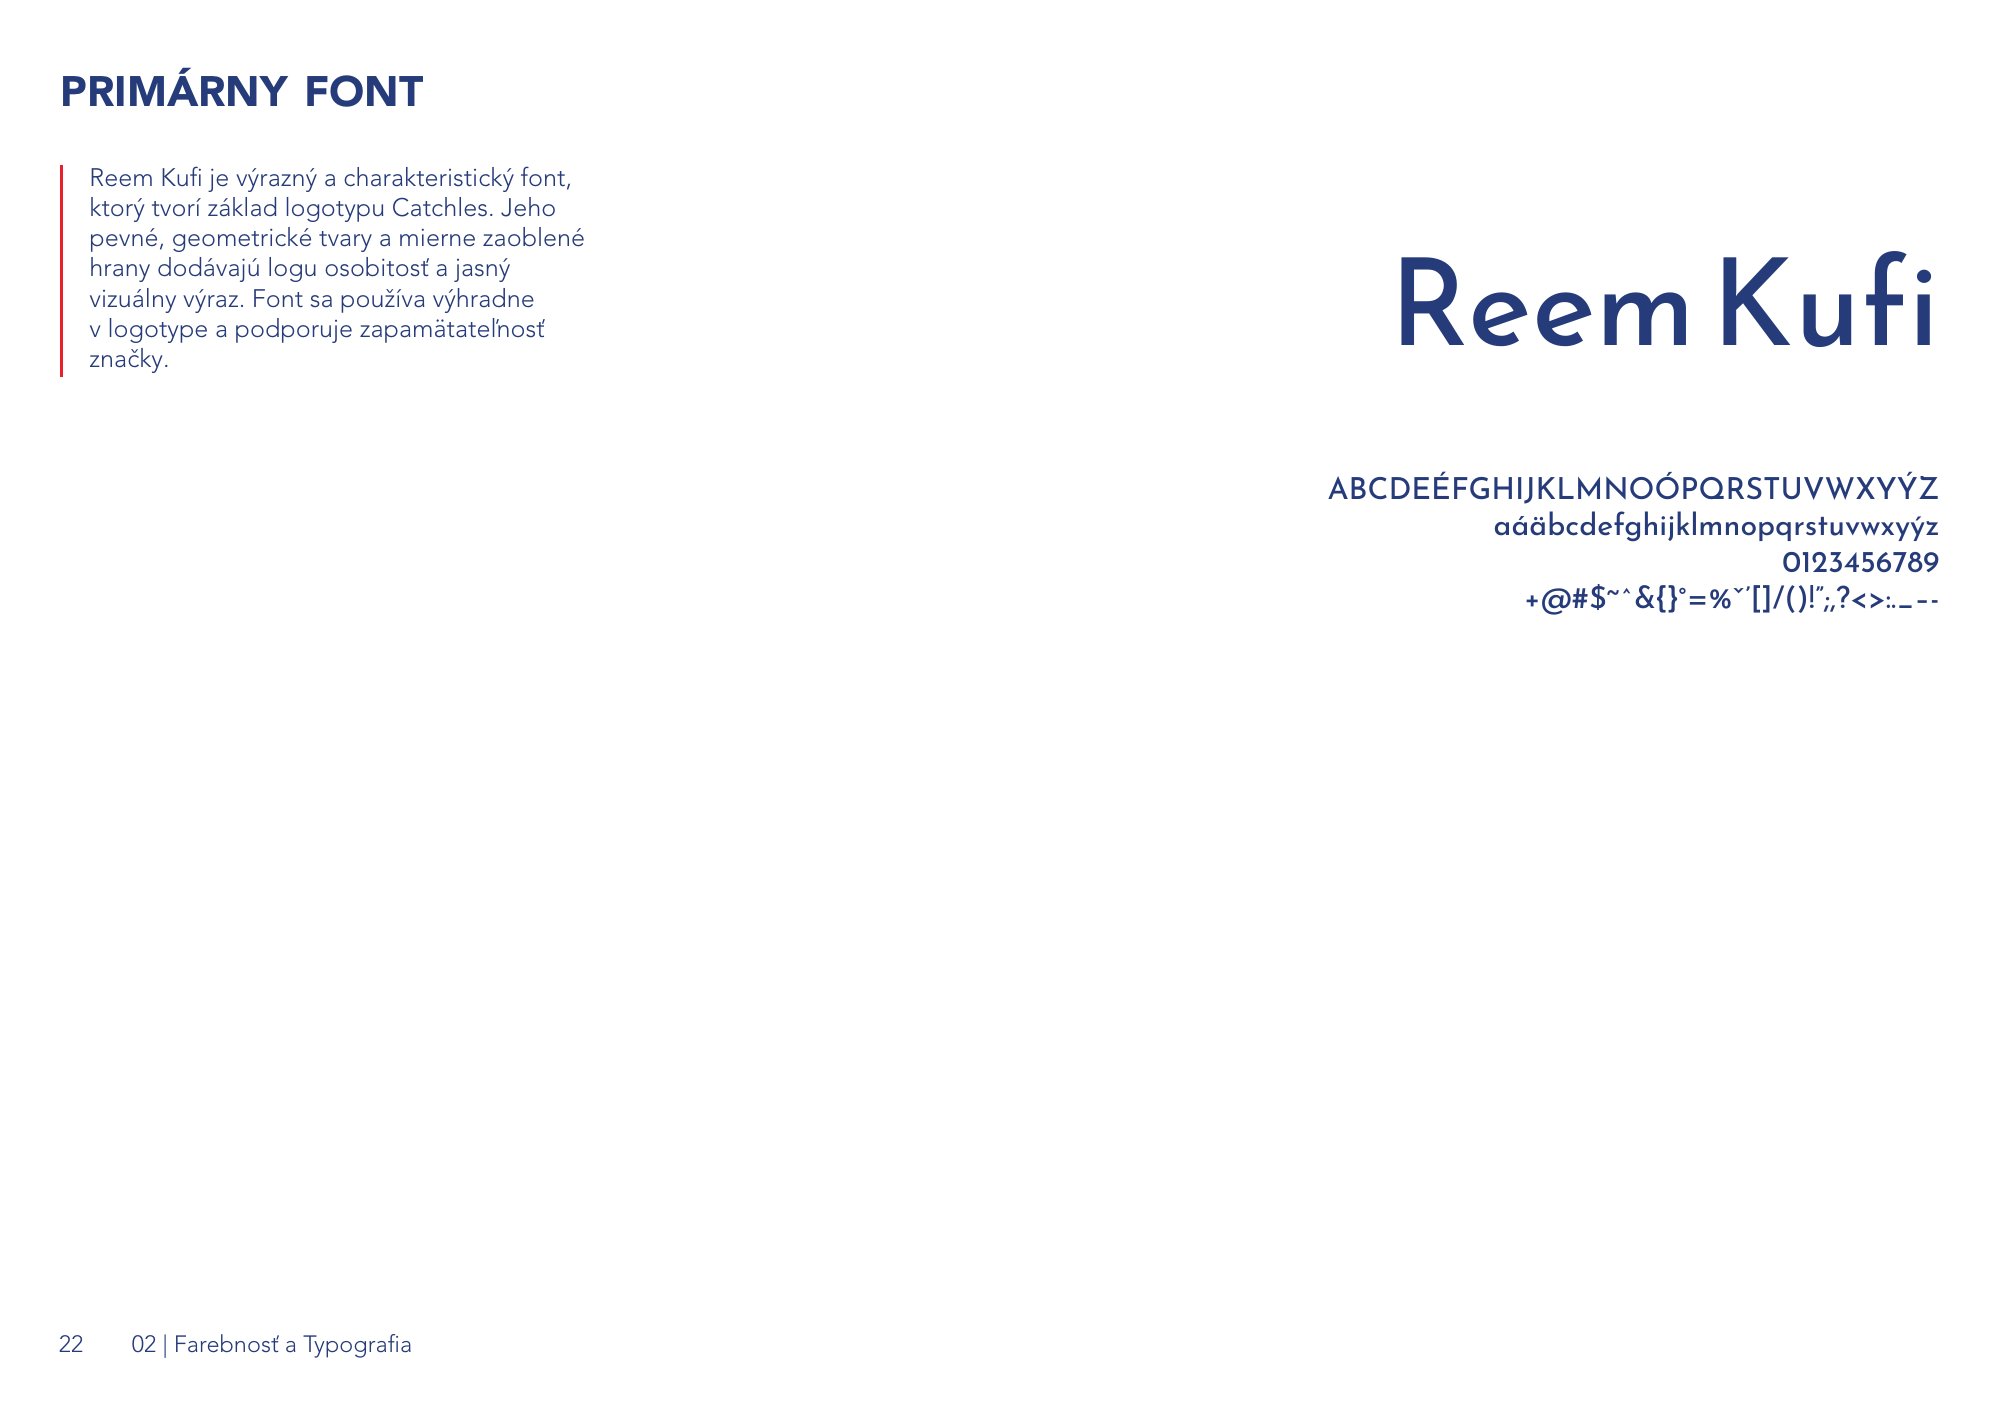 PRIMÁRNY FONT
Reem Kufi je výrazný a charakteristický font,
ktorý tvorí základ logotypu Catchles. Jeho
pevné, geometrické tvary a mierne zaoblené
hrany dodávajú logu osobitosť a jasný
vizuálny výraz. Font sa používa výhradne
v logotype a podporuje zapamätateľnosť
značky.
Reem Kufi
ABCDEÉFGHIJKLMNOÓPQRSTUVWXYÝZ
aáäbcdefghijklmnopqrstuvwxyýz
0123456789
+@#$~^&{}°=%ˇ’[]/()!”;,?<>:._–-
22 02 | Farebnosť a Typografia